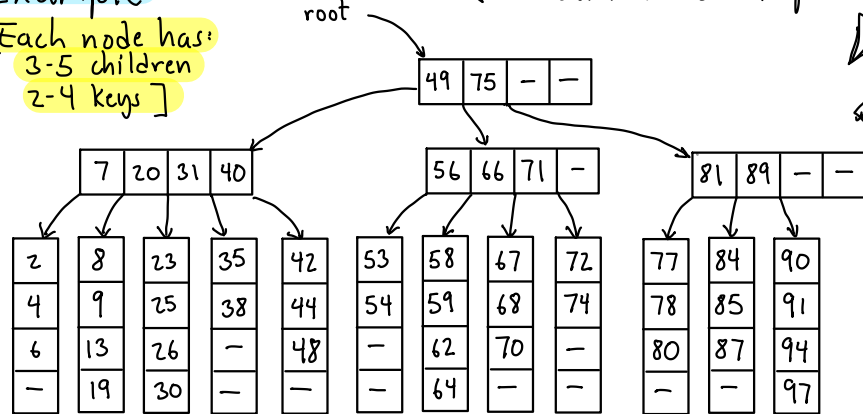 root
Each node has:
3-5 children
2-4 keys ]
49 75 - -
7 20 31 40
56 66 71 -
81 89 - -
2 8 23 35 42 53 58 67 72 77 84 90
4 9 25 38 44 54 59 68 74 78 85 91
6 13 26 - 48 - 62 70 - 80 87 94
- 19 30 - - - 64 - - - - 97